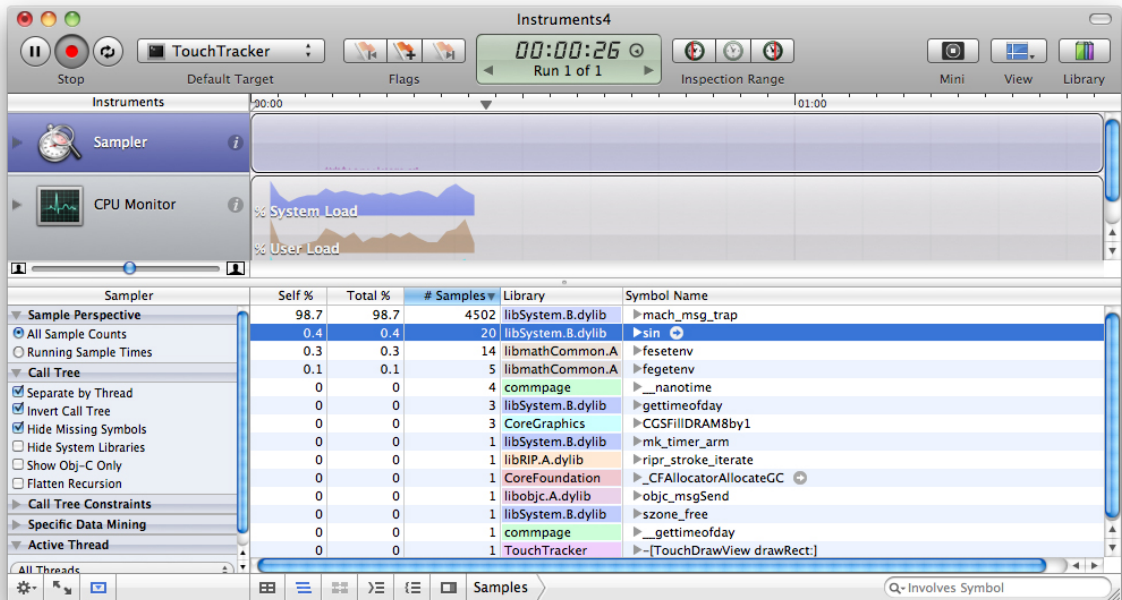 Instruments4
TouchTracker
00:00:26
Run 1 of 1
Stop
Default Target
Flags
Inspection Range
Mini
View
Library
Instruments
00:00
01:00
Sampler
CPU Monitor
% System Load
% User Load
Sampler
Self % Total % # Samples Library Symbol Name
Sample Perspective
All Sample Counts
Running Sample Times
Call Tree
Separate by Thread
Invert Call Tree
Hide Missing Symbols
Hide System Libraries
Show Obj-C Only
Flatten Recursion
Call Tree Constraints
Specific Data Mining
Active Thread
All Threads
98.7 98.7 4502 libSystem.B.dylib mach_msg_trap
0.4 0.4 20 libSystem.B.dylib sin
0.3 0.3 14 libmathCommon.A fesetenv
0.1 0.1 5 libmathCommon.A fegetenv
0 0 4 commpage __nanotime
0 0 3 libSystem.B.dylib gettimeofday
0 0 3 CoreGraphics CGSFillDRAM8by1
0 0 1 libSystem.B.dylib mk_timer_arm
0 0 1 libRIP.A.dylib ripr_stroke_iterate
0 0 1 CoreFoundation _CFAllocatorAllocateGC
0 0 1 libobjc.A.dylib objc_msgSend
0 0 1 libSystem.B.dylib szone_free
0 0 1 commpage __gettimeofday
0 0 1 TouchTracker -[TouchDrawView drawRect:]
Samples
Involves Symbol